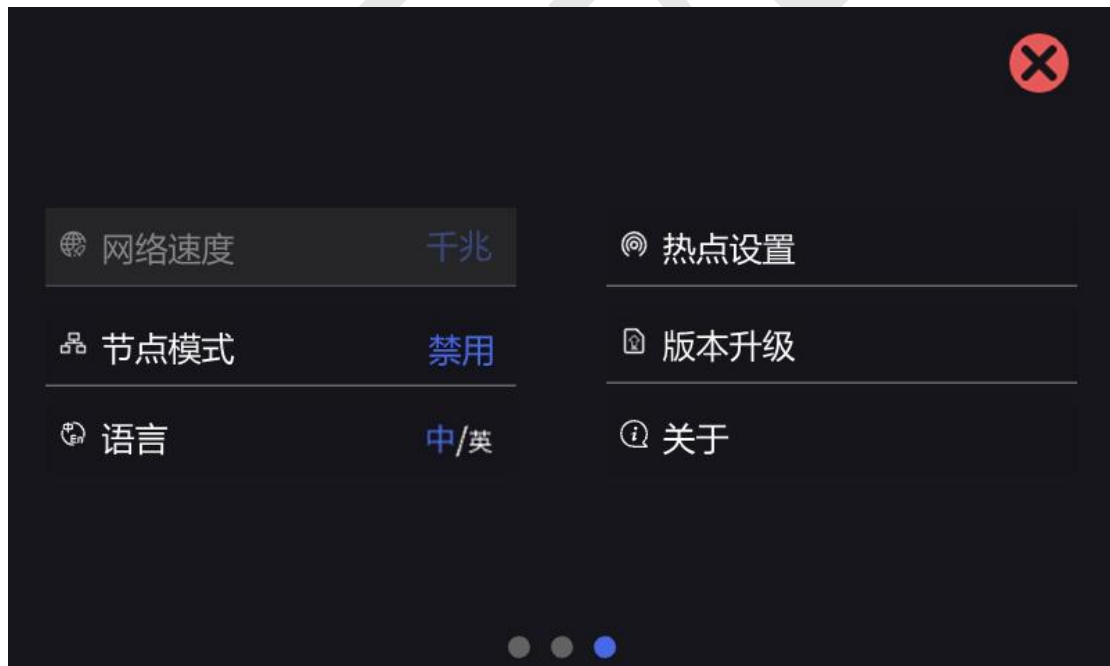 网络速度 千兆
热点设置
节点模式 禁用
版本升级
语言 中/英
关于